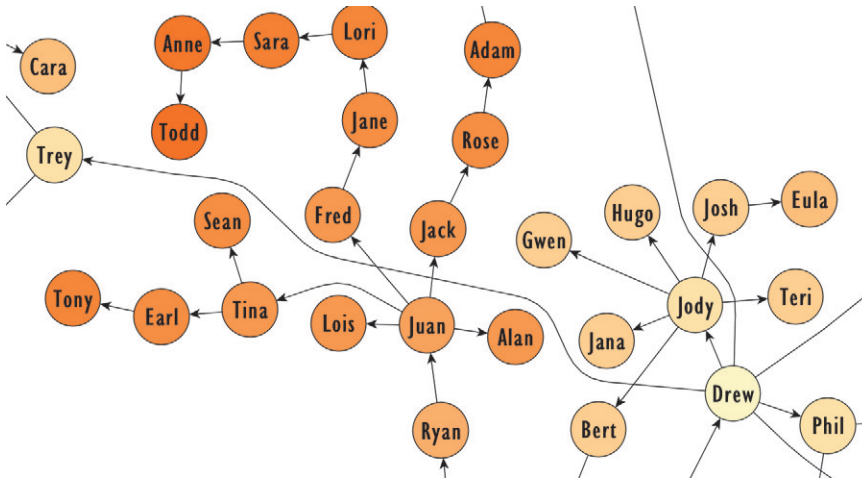 Anne
Sara
Lori
Adam
Cara
Todd
Jane
Rose
Trey
Sean
Fred
Jack
Gwen
Hugo
Josh
Eula
Tony
Earl
Tina
Lois
Juan
Alan
Jana
Jody
Teri
Drew
Ryan
Bert
Phil